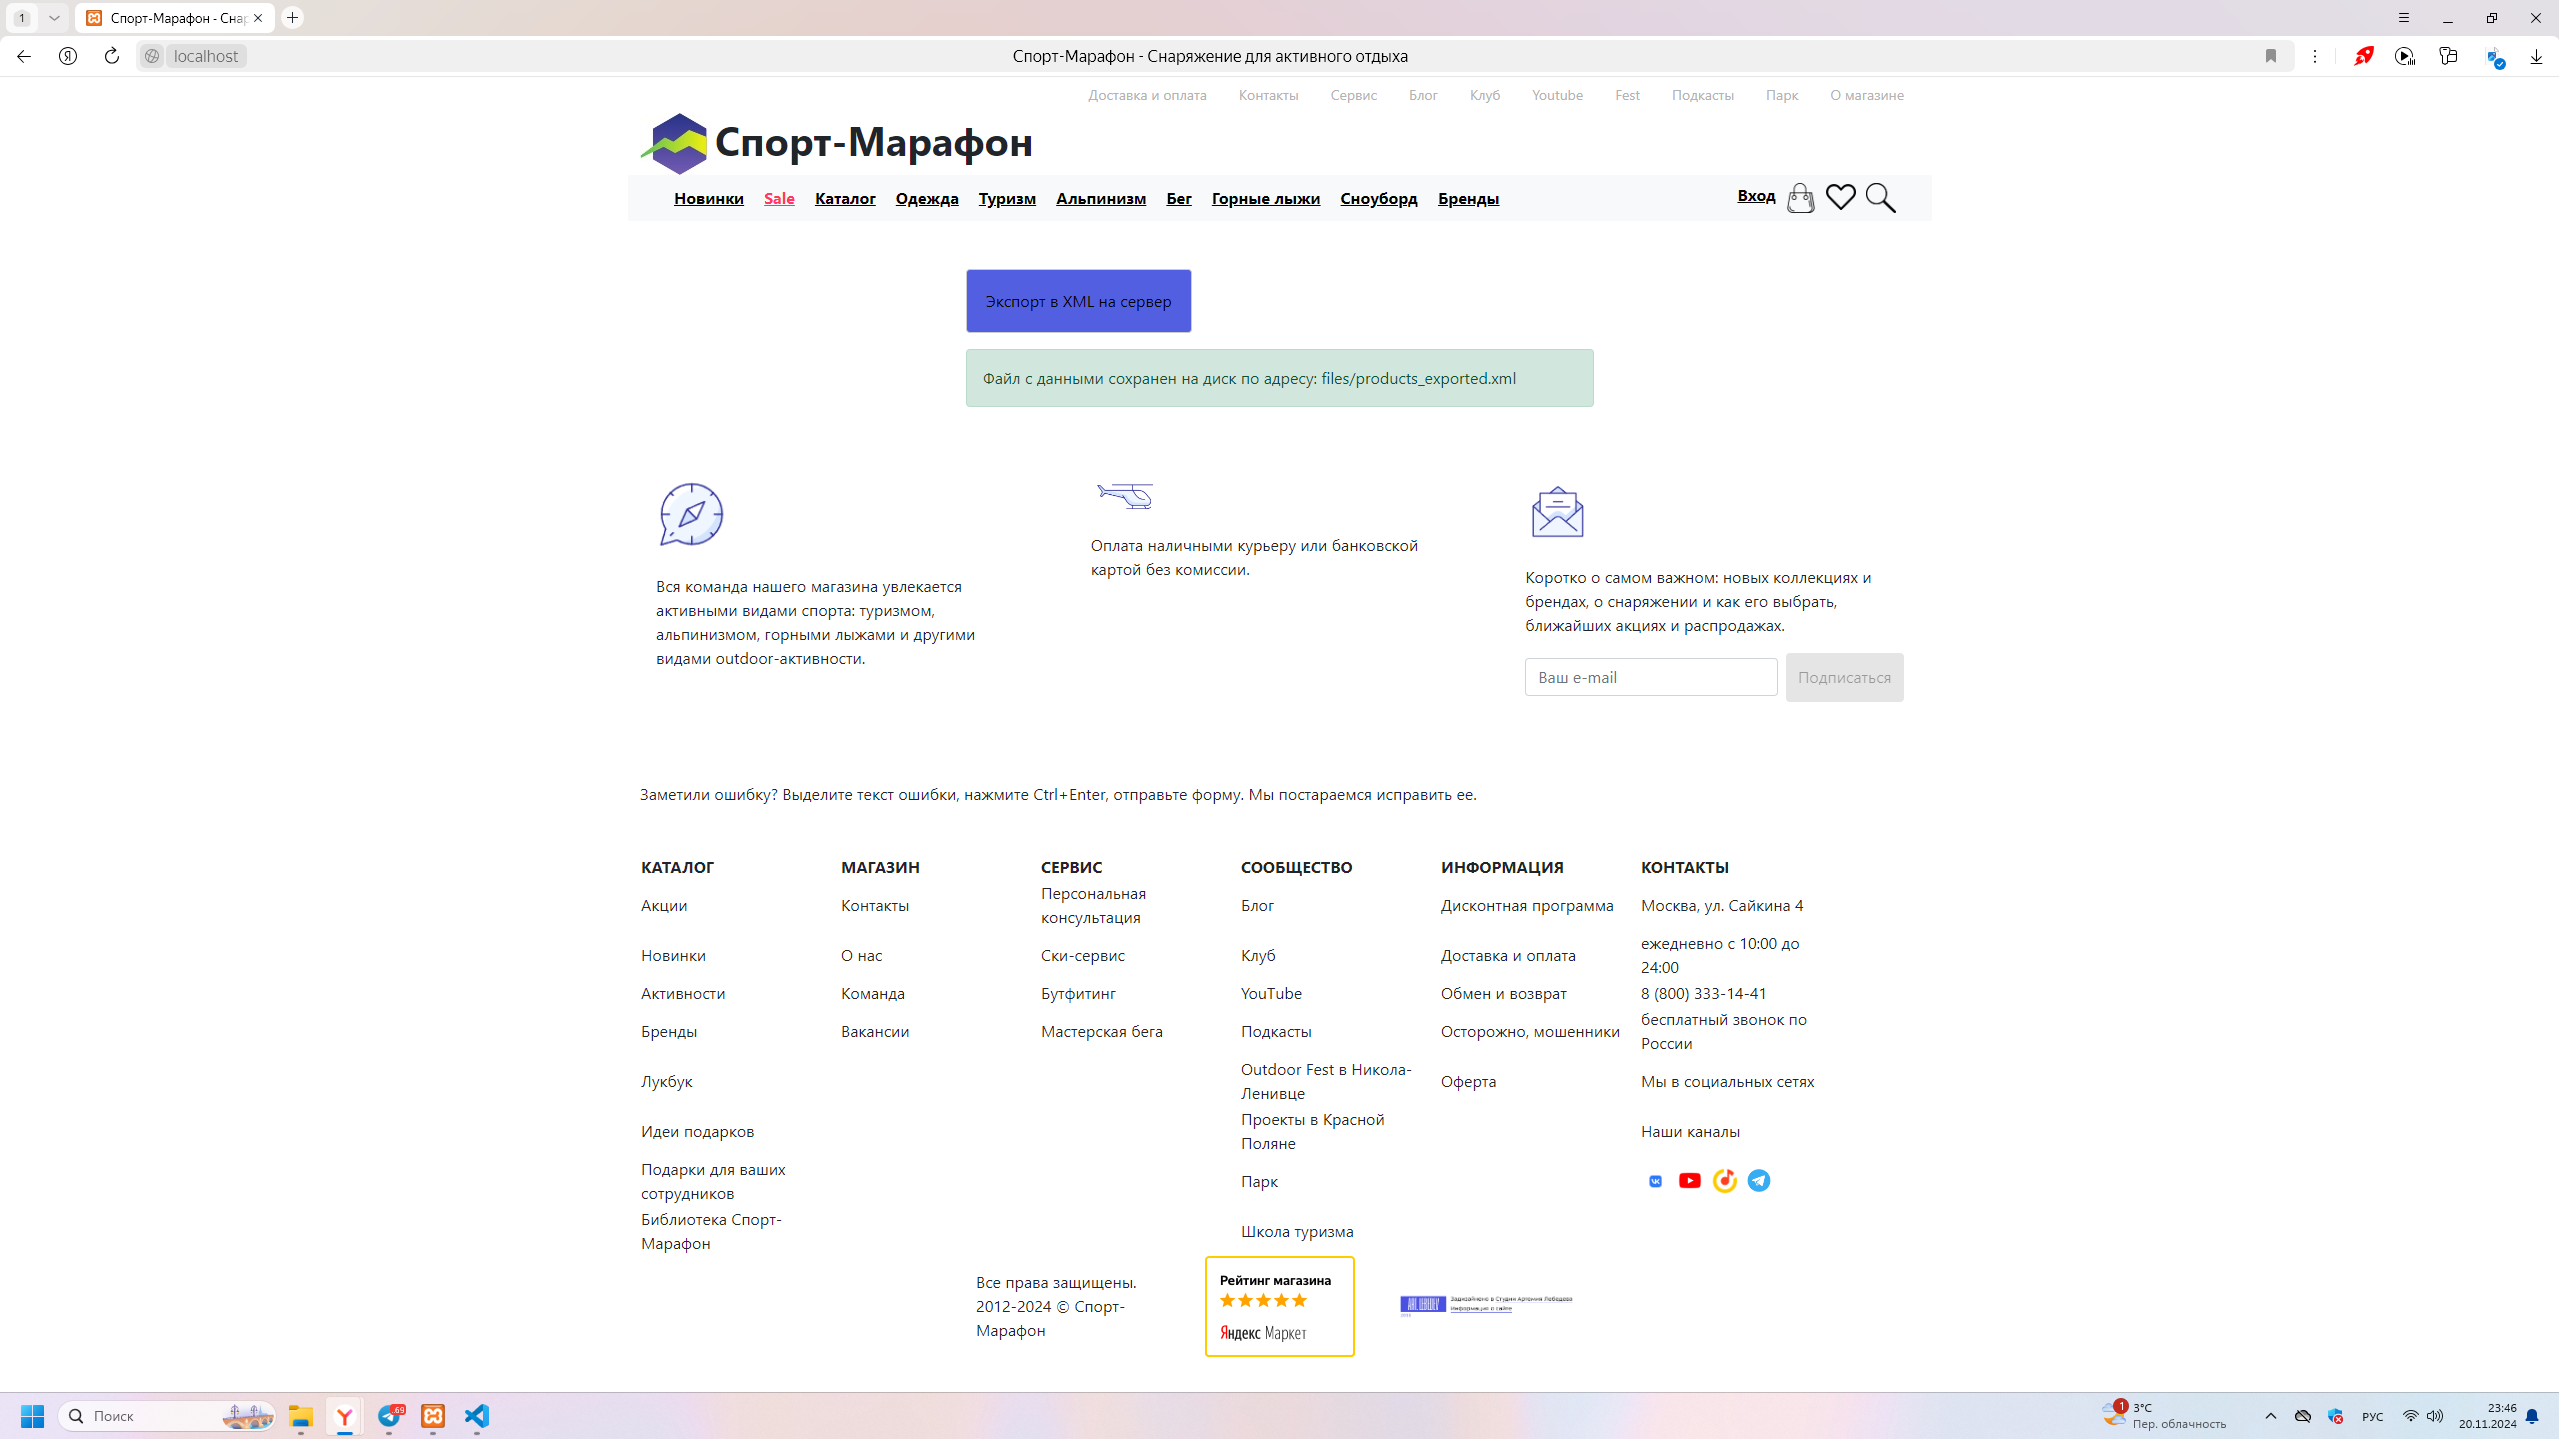 1
Спорт-Марафон - Снар
localhost
Спорт-Марафон - Снаряжение для активного отдыха
Доставка и оплата Контакты Сервис Блог Клуб Youtube Fest Подкасты Парк О магазине
Спорт-Марафон
Новинки Sale Каталог Одежда Туризм Альпинизм Бег Горные лыжи Сноуборд Бренды Вход
Экспорт в XML на сервер
Файл с данными сохранен на диск по адресу: files/products_exported.xml
Вся команда нашего магазина увлекается
активными видами спорта: туризмом,
альпинизмом, горными лыжами и другими
видами outdoor-активности.
Оплата наличными курьеру или банковской
картой без комиссии.
Коротко о самом важном: новых коллекциях и
брендах, о снаряжении и как его выбрать,
ближайших акциях и распродажах.
Ваш e-mail Подписаться
Заметили ошибку? Выделите текст ошибки, нажмите Ctrl+Enter, отправьте форму. Мы постараемся исправить ее.
КАТАЛОГ МАГАЗИН СЕРВИС СООБЩЕСТВО ИНФОРМАЦИЯ КОНТАКТЫ
Акции Контакты Персональная
консультация Блог Дисконтная программа Москва, ул. Сайкина 4
Новинки О нас Ски-сервис Клуб Доставка и оплата ежедневно с 10:00 до
24:00
Активности Команда Бутфитинг YouTube Обмен и возврат 8 (800) 333-14-41
Бренды Вакансии Мастерская бега Подкасты Осторожно, мошенники бесплатный звонок по
России
Лукбук Outdoor Fest в Никола-
Ленивце Оферта Мы в социальных сетях
Идеи подарков Проекты в Красной
Поляне Наши каналы
Подарки для ваших
сотрудников Парк
Библиотека Спорт-
Марафон Школа туризма
Все права защищены.
2012-2024 © Спорт-
Марафон
Рейтинг магазина
Яндекс Маркет
Задизайнено в Студии Артемия Лебедева
Информация о сайте
Поиск
69
1
3°C
Пер. облачность
РУС
23:46
20.11.2024